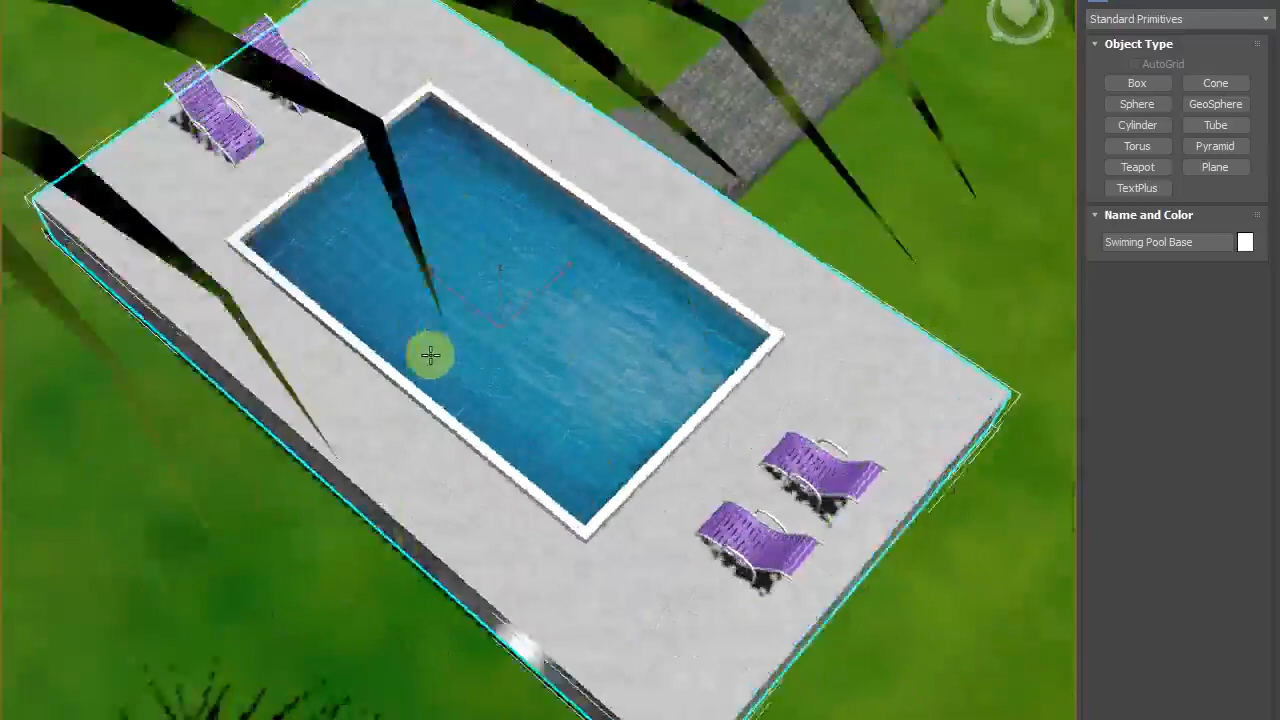 Standard Primitives
Object Type
AutoGrid
Box Cone
Sphere GeoSphere
Cylinder Tube
Torus Pyramid
Teapot Plane
TextPlus
Name and Color
Swiming Pool Base